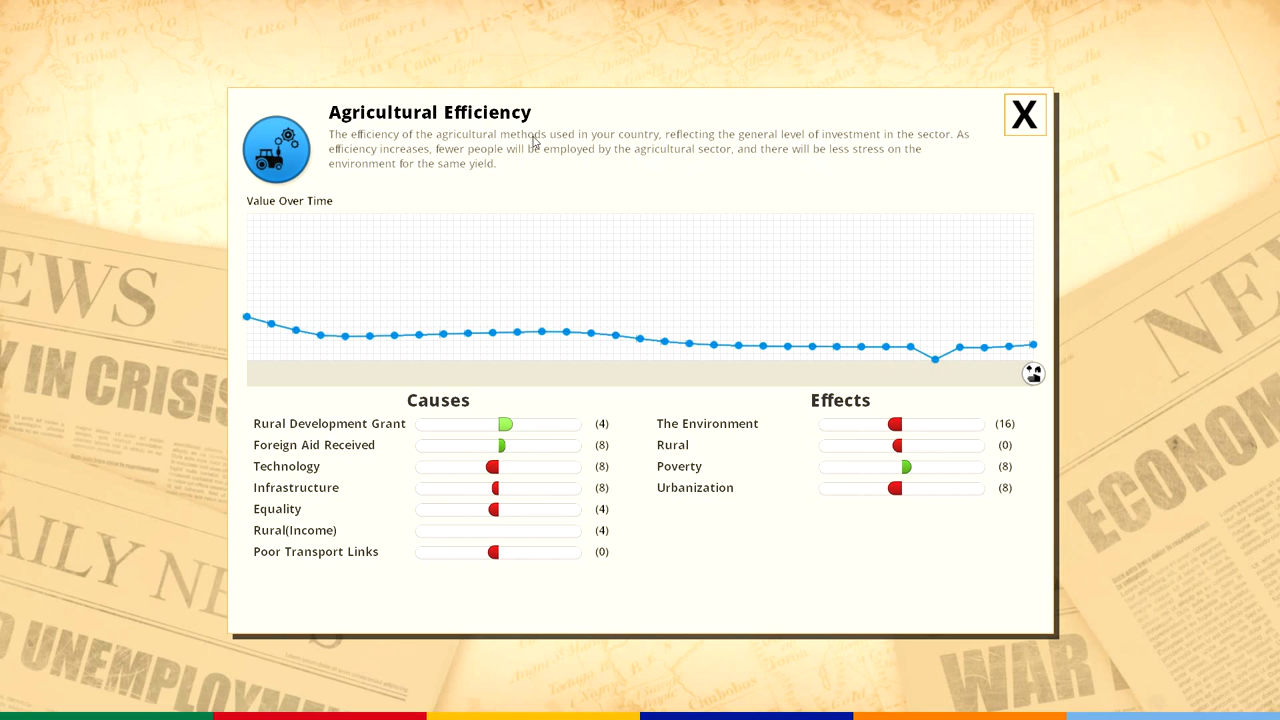 Agricultural Efficiency
X
The efficiency of the agricultural methods used in your country, reflecting the general level of investment in the sector. As
efficiency increases, fewer people will be employed by the agricultural sector, and there will be less stress on the
environment for the same yield.
Value Over Time
Causes
Rural Development Grant (4)
Foreign Aid Received (8)
Technology (8)
Infrastructure (8)
Equality (4)
Rural(Income) (4)
Poor Transport Links (0)
Effects
The Environment (16)
Rural (0)
Poverty (8)
Urbanization (8)
EWS
IN CRISIS
AILY NE
UNEMPLOYM
NE
ECONOM
WAR